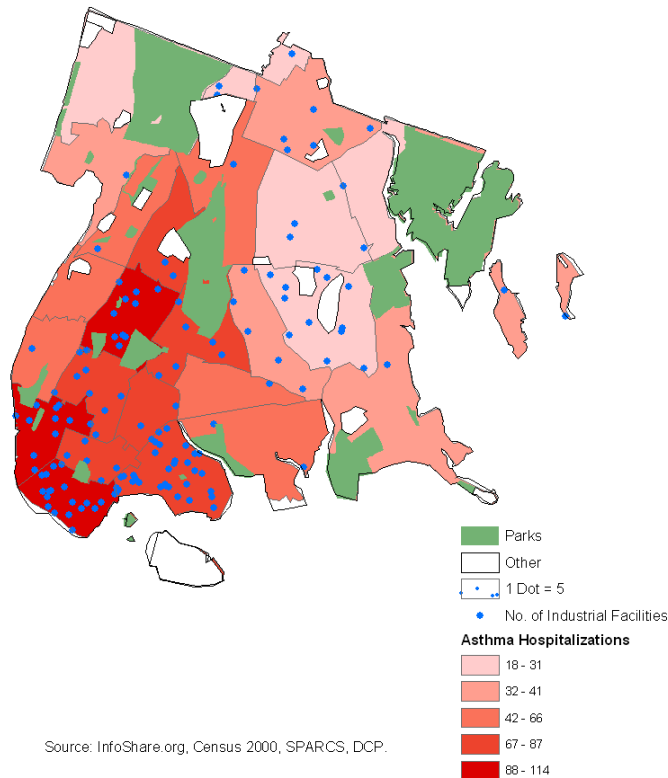 Parks
Other
1 Dot = 5
No. of Industrial Facilities
Asthma Hospitalizations
18 - 31
32 - 41
42 - 66
67 - 87
88 - 114
Source: InfoShare.org, Census 2000, SPARCS, DCP.